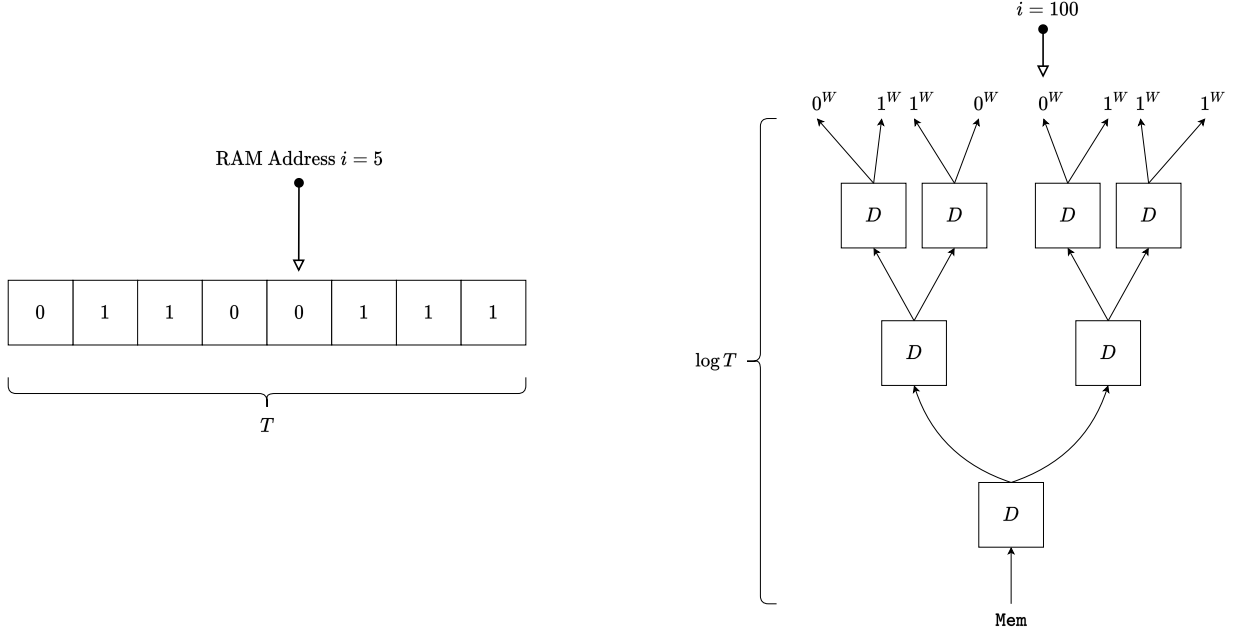 i = 100
0^W 1^W 1^W 0^W 0^W 1^W 1^W 1^W
RAM Address i = 5
D D D D
0 1 1 0 0 1 1 1
D D
log T
T
D
Mem